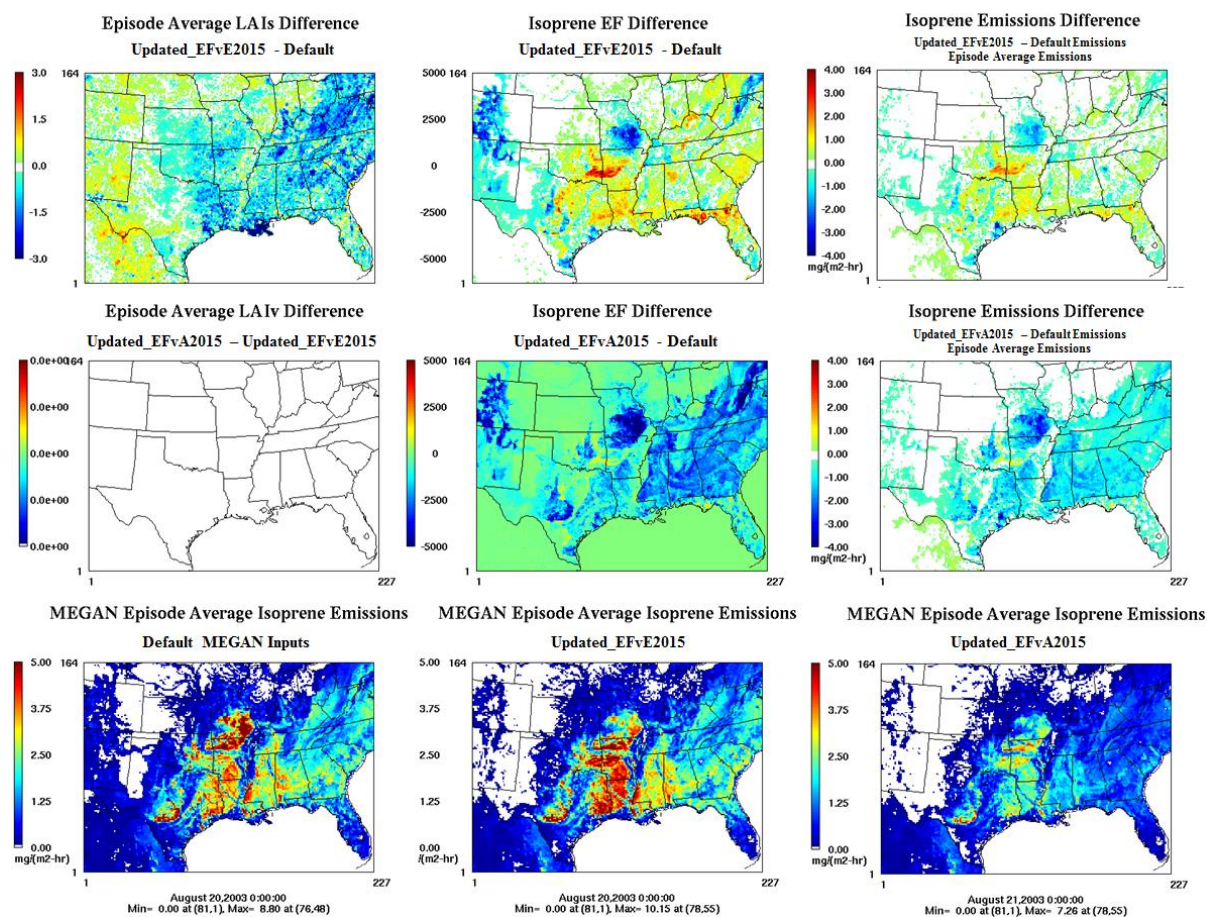 Episode Average LAIs Difference
Updated_EFvE2015 - Default
3.0
1.5
0.0
-1.5
-3.0
164
1
Isoprene EF Difference
Updated_EFvE2015 - Default
5000
2500
0
-2500
-5000
164
1
Isoprene Emissions Difference
Updated_EFvE2015 – Default Emissions
Episode Average Emissions
4.00
3.00
2.00
1.00
0.00
-1.00
-2.00
-3.00
-4.00
mg/(m2-hr)
164
1
Episode Average LAIv Difference
Updated_EFvA2015 – Updated_EFvE2015
0.0e+00
0.0e+00
0.0e+00
0.0e+00
0.0e+00
164
1
1
227
Isoprene EF Difference
Updated_EFvA2015 - Default
5000
2500
0
-2500
-5000
164
1
1
227
Isoprene Emissions Difference
Updated_EFvA2015 – Default Emissions
Episode Average Emissions
4.00
3.00
2.00
1.00
0.00
-1.00
-2.00
-3.00
-4.00
mg/(m2-hr)
164
1
1
227
MEGAN Episode Average Isoprene Emissions
Default MEGAN Inputs
5.00
3.75
2.50
1.25
0.00
mg/(m2-hr)
164
1
1
227
August 20,2003 0:00:00
Min= 0.00 at (81,1), Max= 8.80 at (76,48)
MEGAN Episode Average Isoprene Emissions
Updated_EFvE2015
5.00
3.75
2.50
1.25
0.00
/(m2-hr)
164
1
1
227
August 20,2003 0:00:00
Min= 0.00 at (81,1), Max= 10.15 at (78,55)
MEGAN Episode Average Isoprene Emissions
Updated_EFvA2015
5.00
3.75
2.50
1.25
0.00
mg/(m2-hr)
164
1
1
227
August 21,2003 0:00:00
Min= 0.00 at (81,1), Max= 7.26 at (78,55)